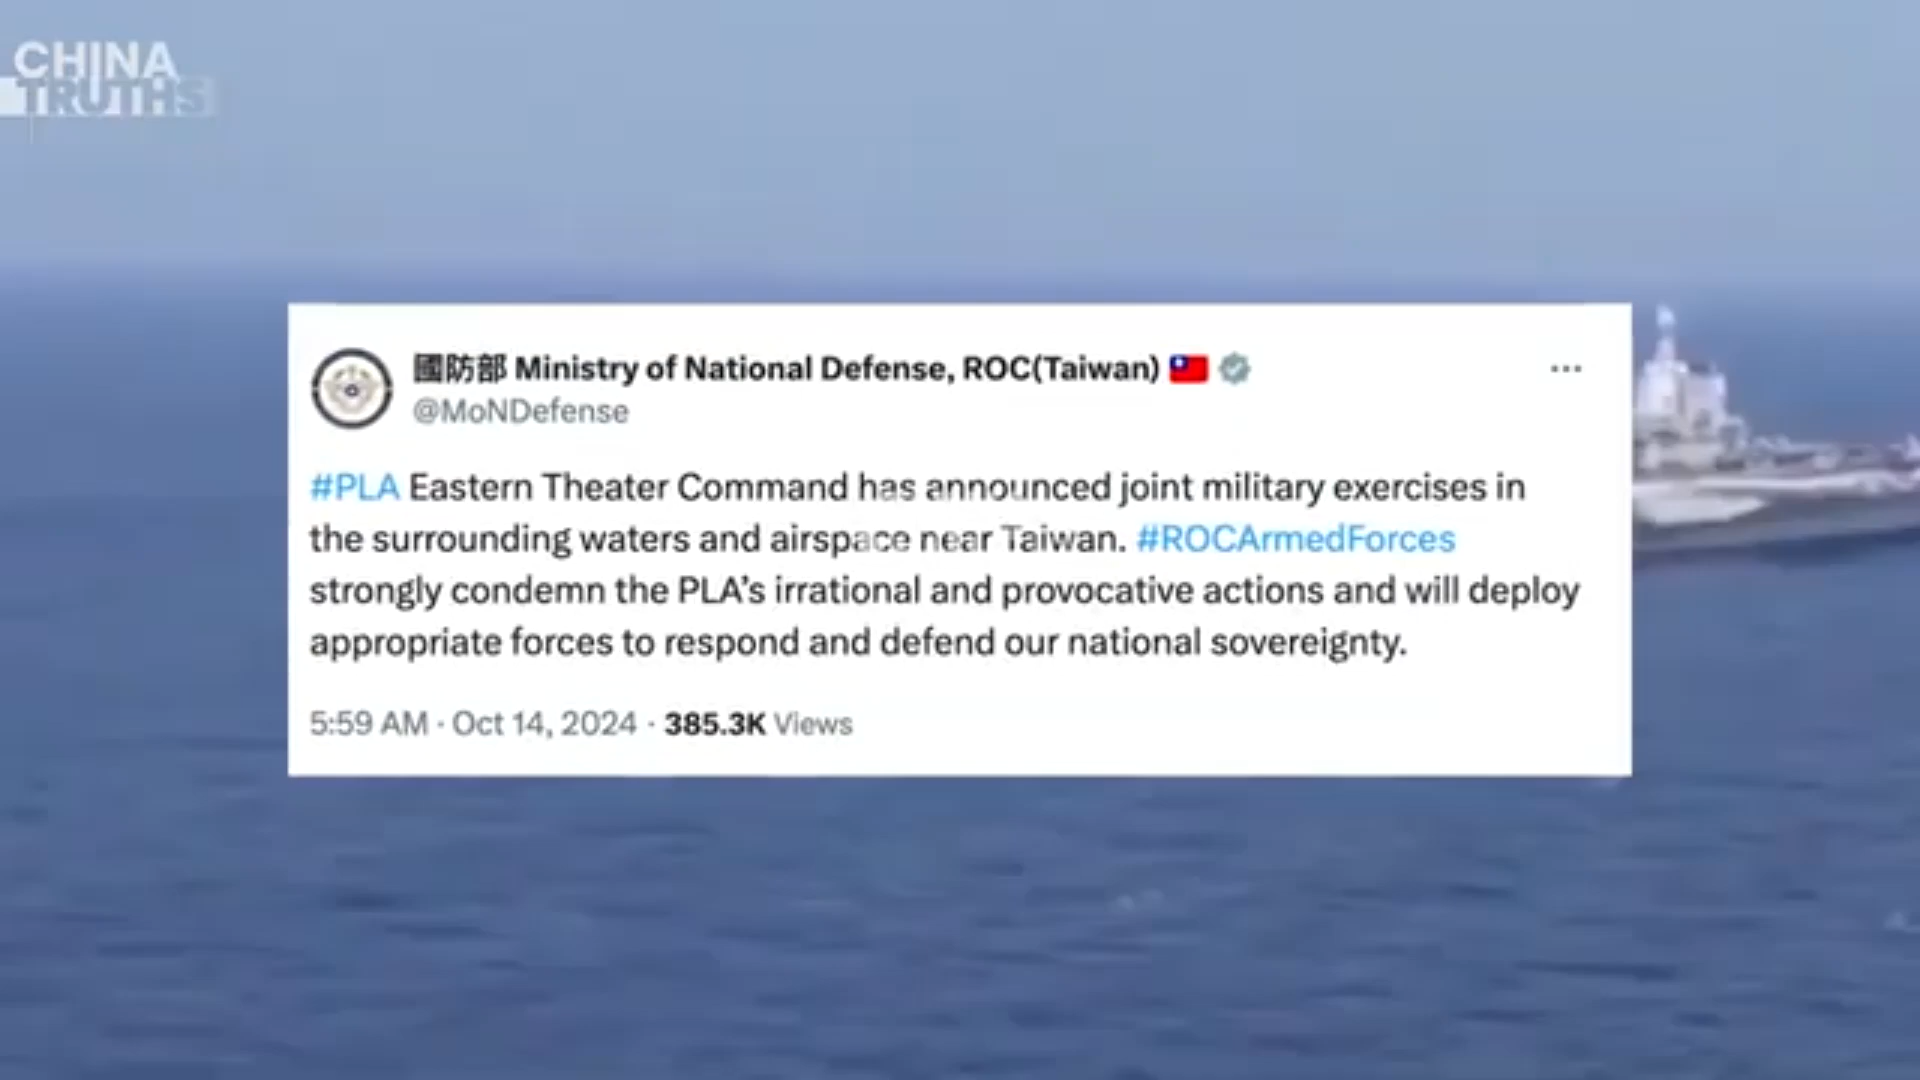 CHINA
TRUTHS
國防部 Ministry of National Defense, ROC(Taiwan)
@MoNDefense
#PLA Eastern Theater Command has announced joint military exercises in
the surrounding waters and airspace near Taiwan. #ROCArmedForces
strongly condemn the PLA’s irrational and provocative actions and will deploy
appropriate forces to respond and defend our national sovereignty.
5:59 AM · Oct 14, 2024 · 385.3K Views